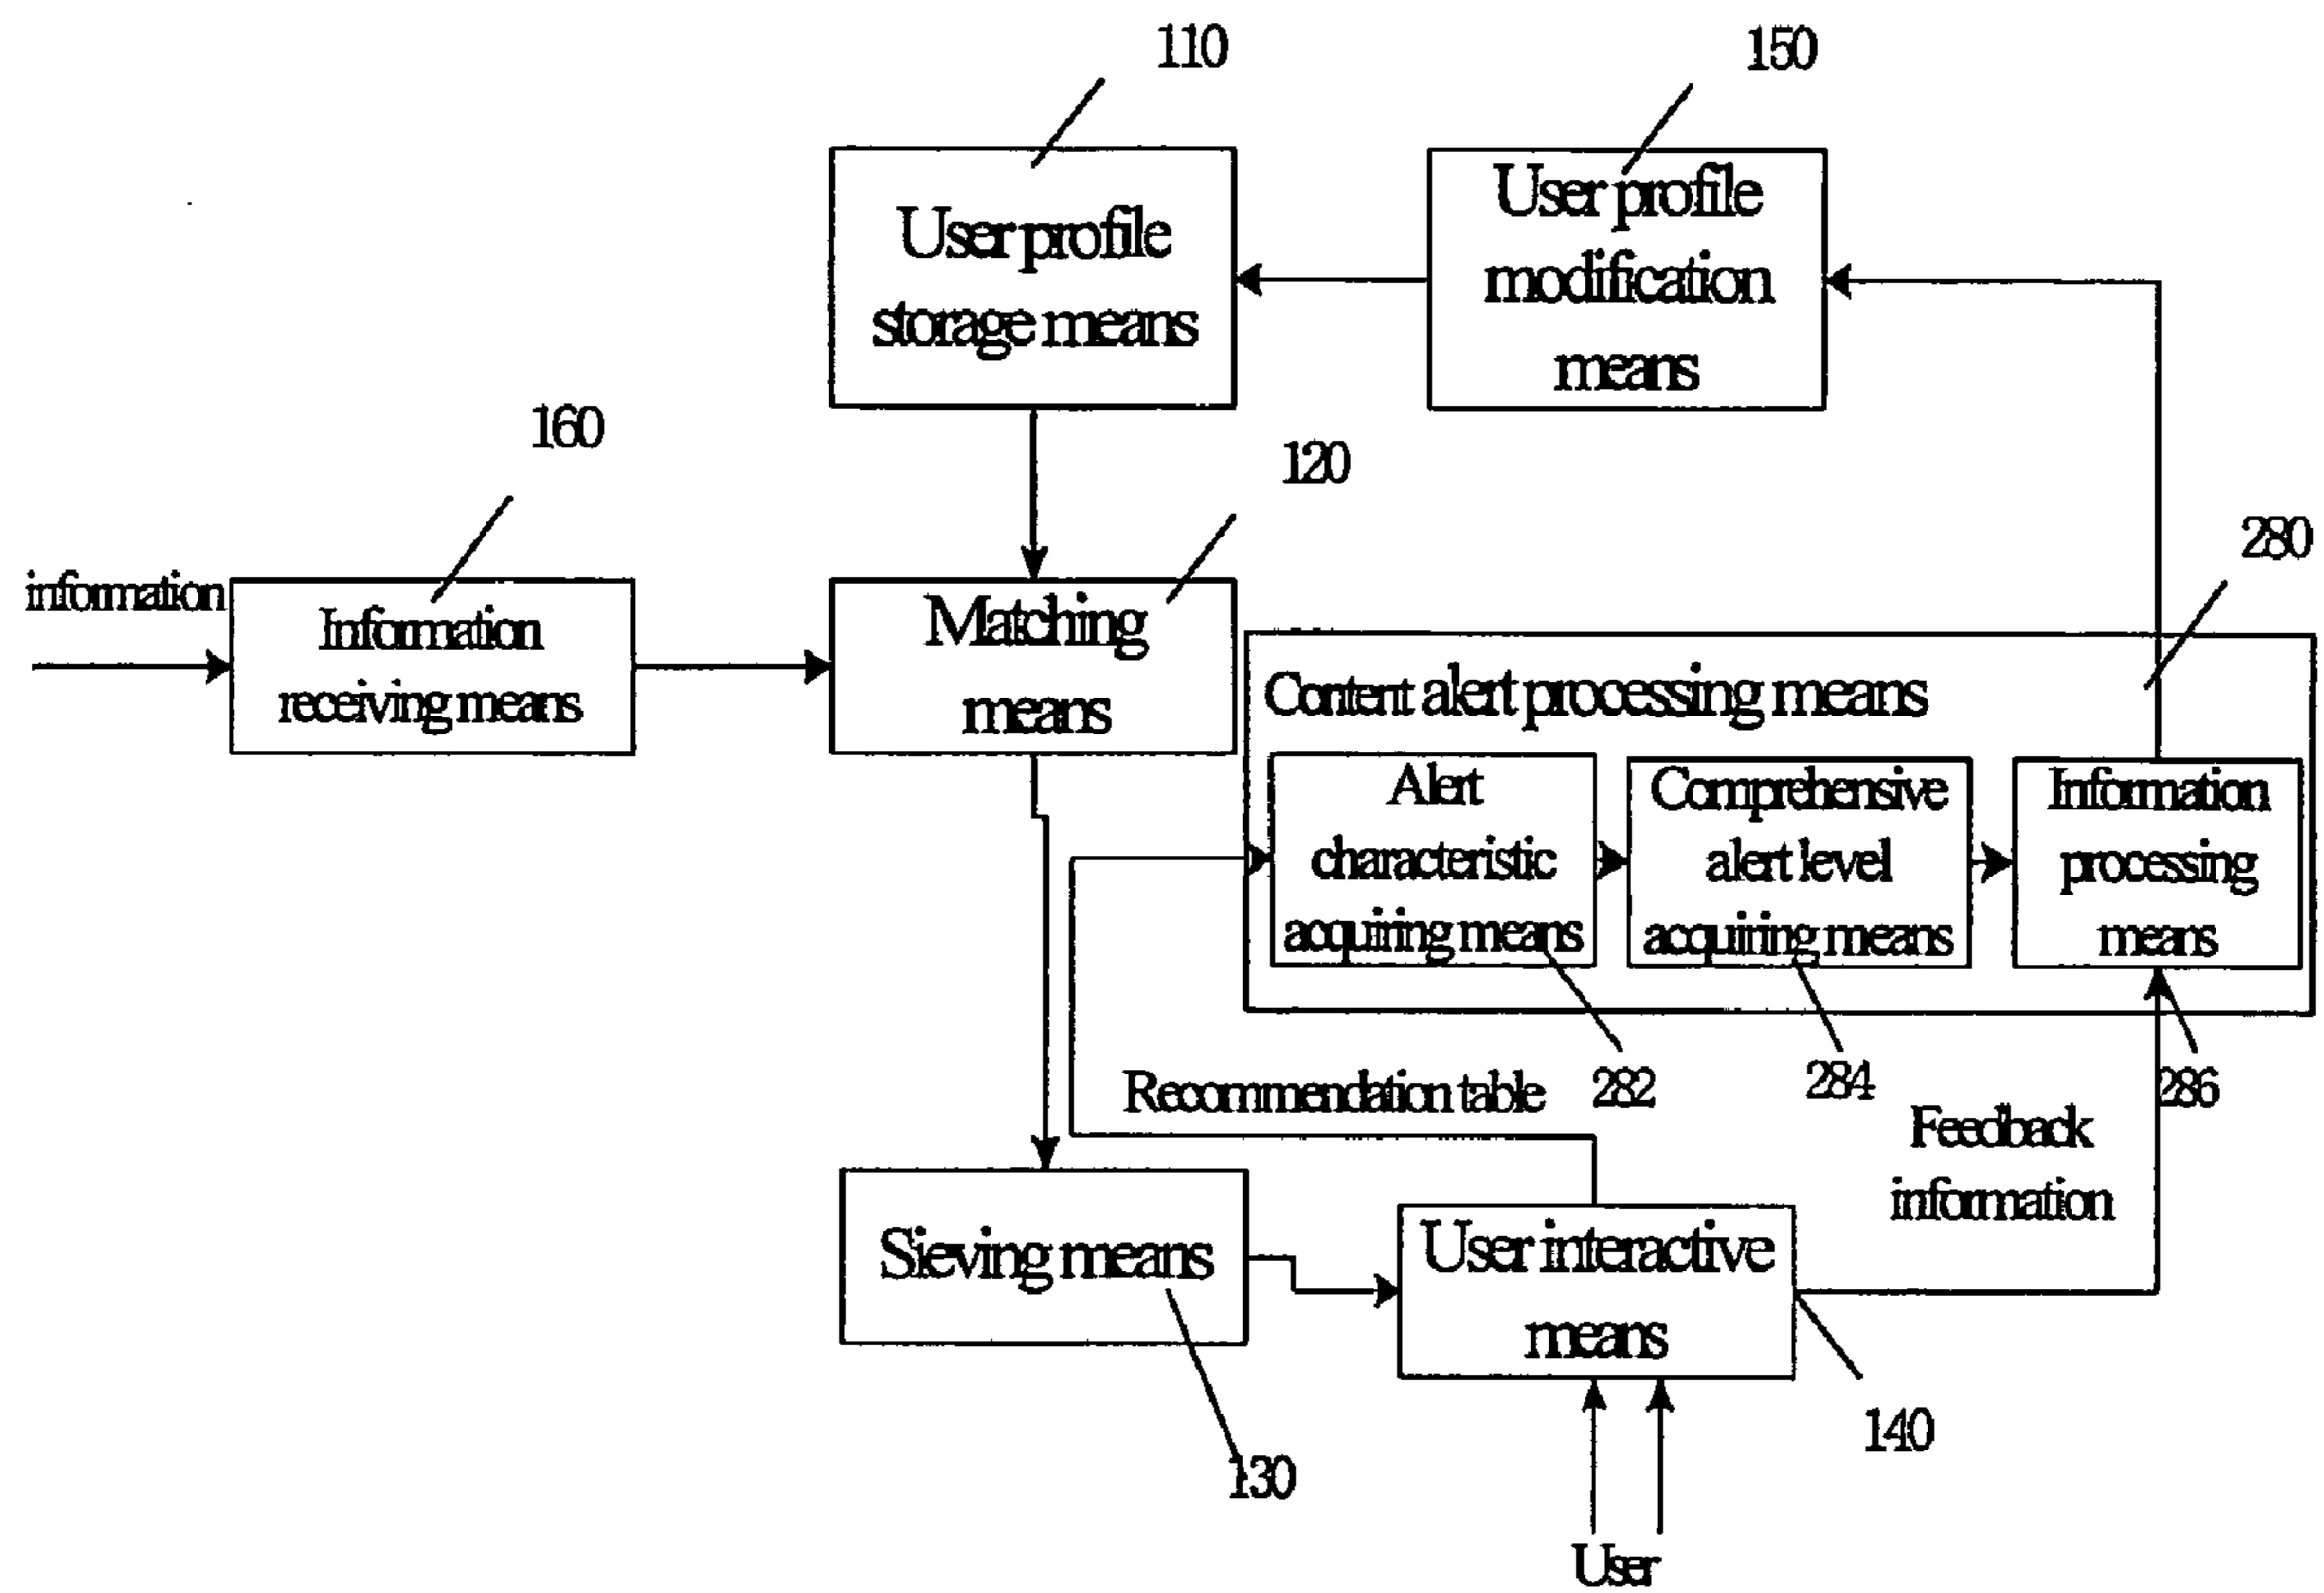 110
150
User profile
storage means
User profile
modification
means
160
120
280
information
Information
receiving means
Matching
means
Content alert processing means
Alert
characteristic
acquiring means
Comprehensive
alert level
acquiring means
Information
processing
means
Recommendation table
282
284
286
Feedback
information
Sieving means
User interactive
means
140
130
User